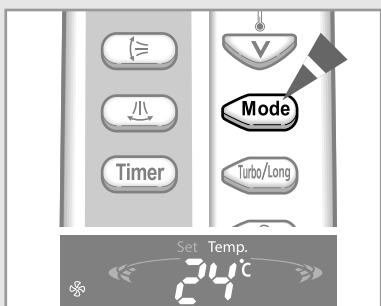 V
Mode
Timer
Turbo/Long
Set Temp.
24°C